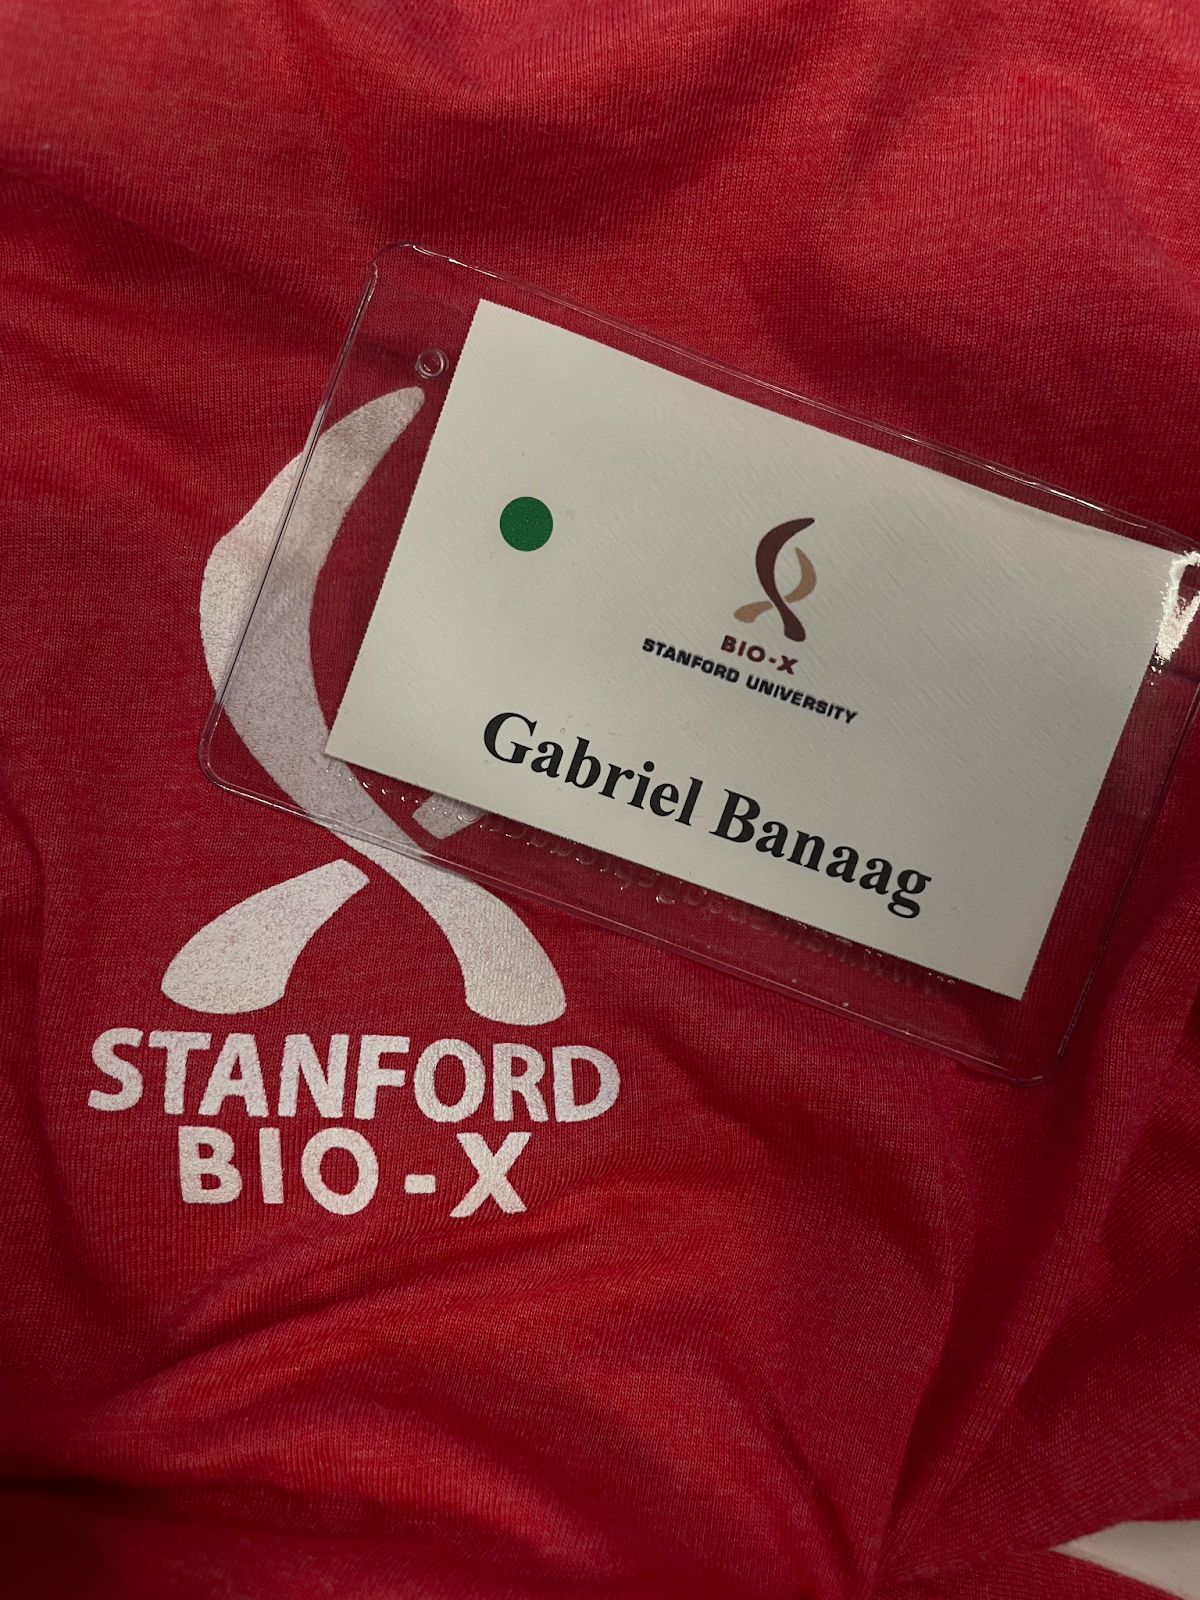 BIO-X
STANFORD UNIVERSITY
Gabriel Banaag
STANFORD
BIO-X